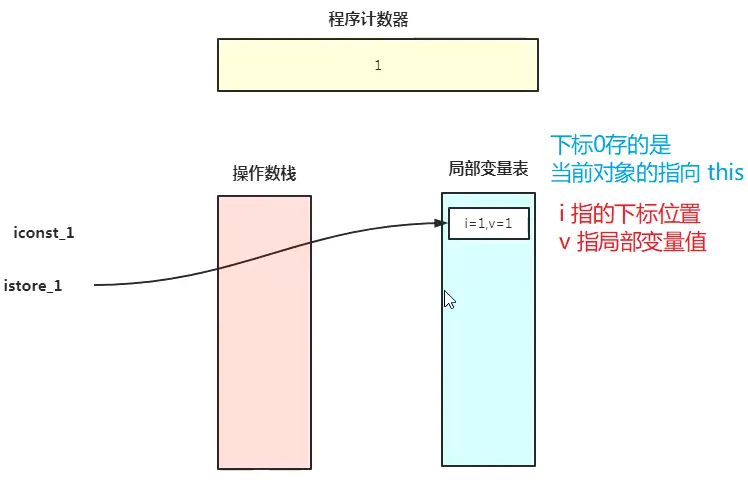 程序计数器
1
操作数栈
局部变量表
下标0存的是
当前对象的指向 this
i 指的下标位置
v 指局部变量值
i=1,v=1
iconst_1
istore_1